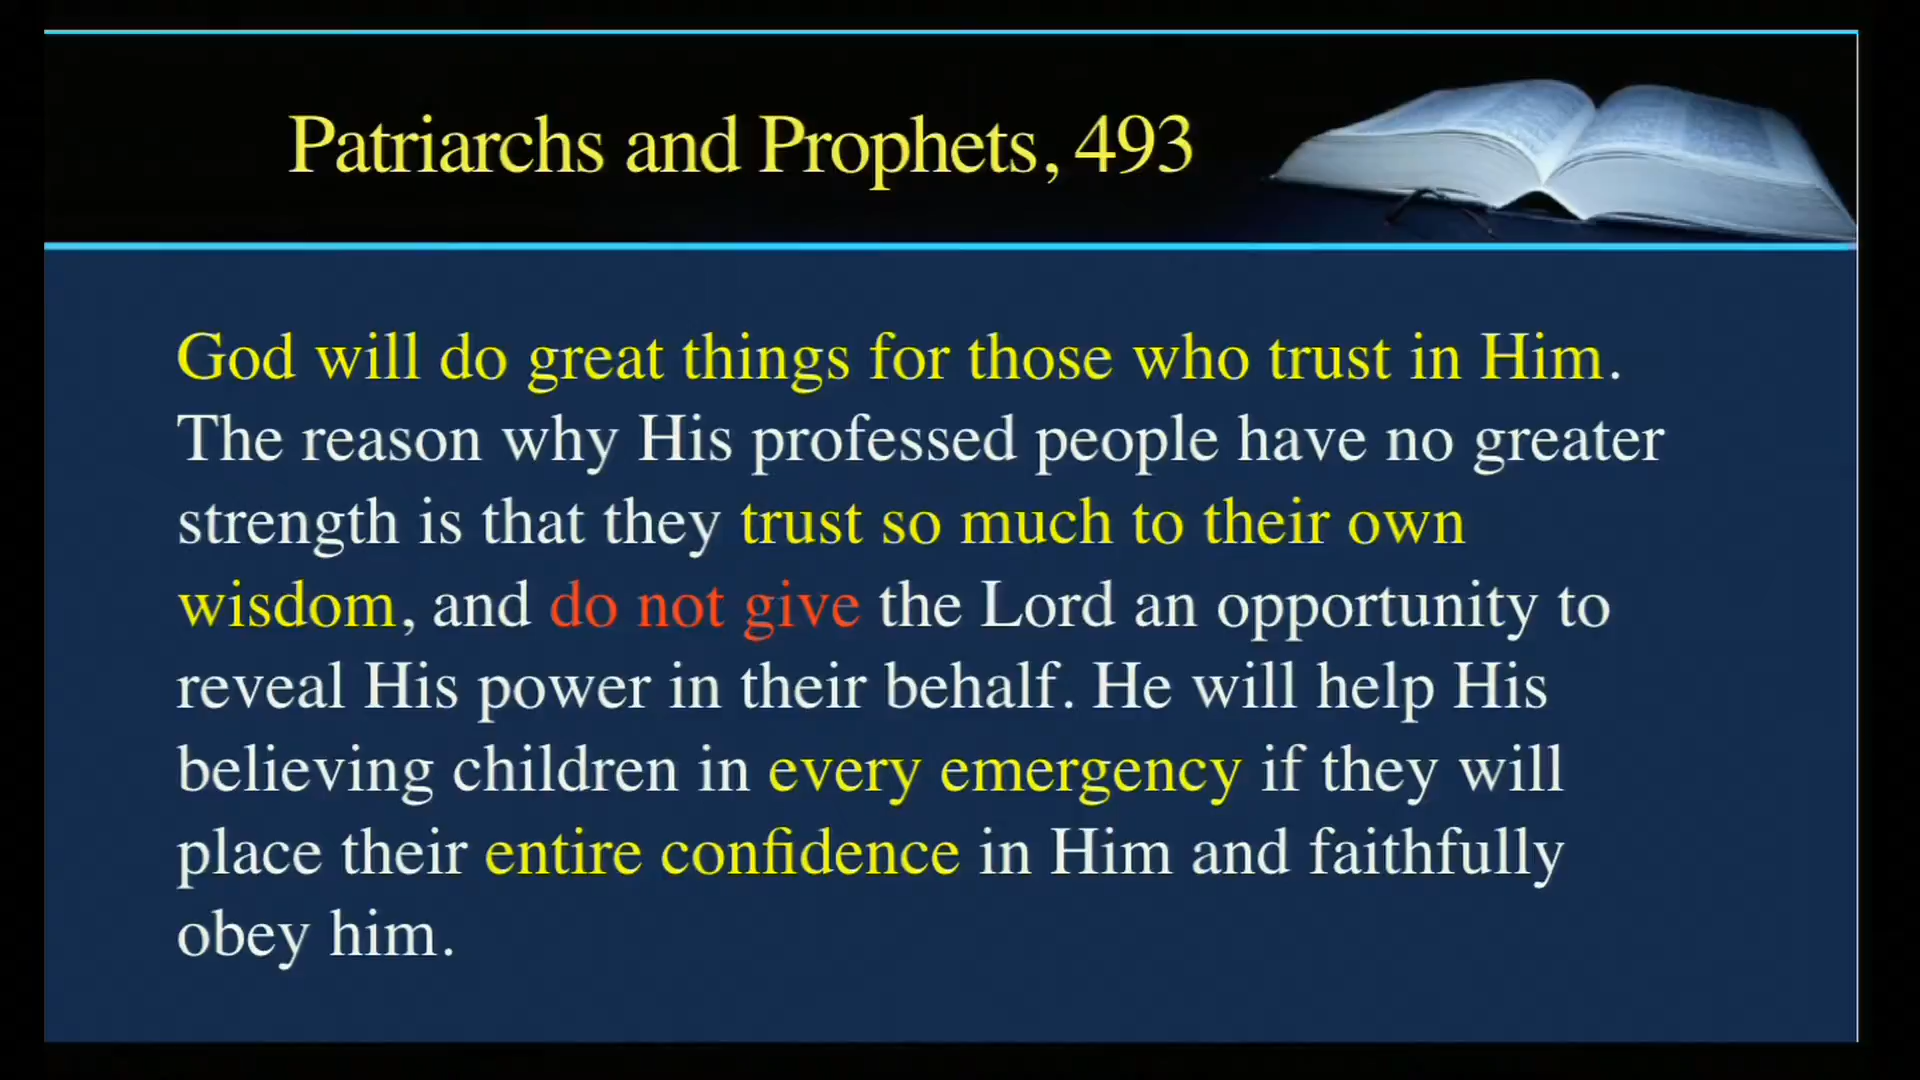 Patriarchs and Prophets, 493
God will do great things for those who trust in Him.
The reason why His professed people have no greater
strength is that they trust so much to their own
wisdom, and do not give the Lord an opportunity to
reveal His power in their behalf. He will help His
believing children in every emergency if they will
place their entire confidence in Him and faithfully
obey him.